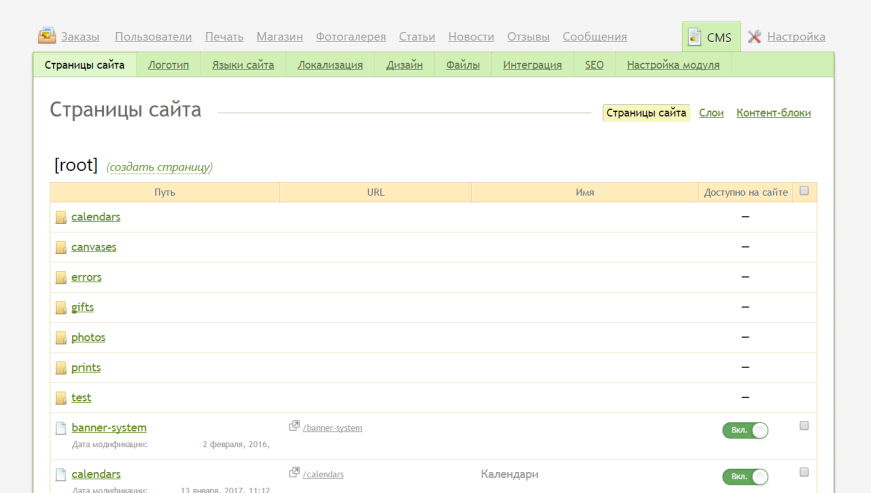 Заказы Пользователи Печать Магазин Фотогалерея Статьи Новости Отзывы Сообщения CMS Настройка
Страницы сайта Логотип Языки сайта Локализация Дизайн Файлы Интеграция SEO Настройка модуля
Страницы сайта Страницы сайта Слои Контент-блоки
[root] (создать страницу)
Путь URL Имя Доступно на сайте
calendars —
canvases —
errors —
gifts —
photos —
prints —
test —
banner-system /banner-system Вкл.
Дата модификации: 2 февраля, 2016,
calendars /calendars Календари Вкл.
Дата модификации: 13 января, 2017, 11:12